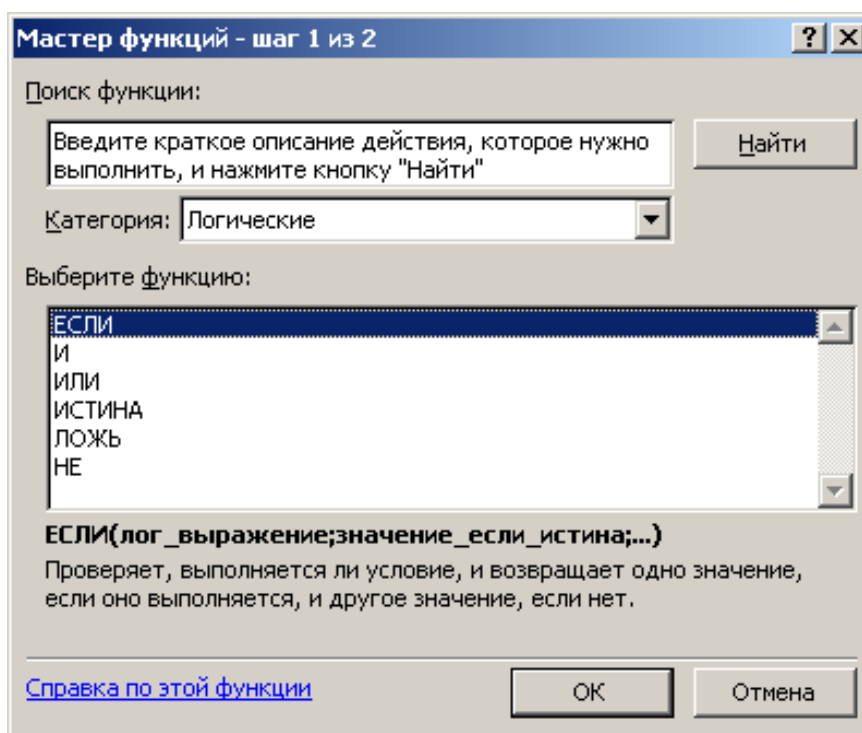 Мастер функций - шаг 1 из 2
Поиск функции:
Введите краткое описание действия, которое нужно
выполнить, и нажмите кнопку "Найти"
Найти
Категория: Логические
Выберите функцию:
ЕСЛИ
И
ИЛИ
ИСТИНА
ЛОЖЬ
НЕ
ЕСЛИ(лог_выражение;значение_если_истина;...)
Проверяет, выполняется ли условие, и возвращает одно значение,
если оно выполняется, и другое значение, если нет.
Справка по этой функции
ОК
Отмена